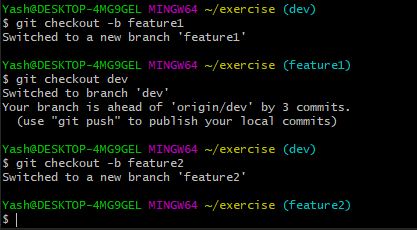 Yash@DESKTOP-4MG9GEL MINGW64 ~/exercise (dev)
$ git checkout -b feature1
Switched to a new branch 'feature1'
Yash@DESKTOP-4MG9GEL MINGW64 ~/exercise (feature1)
$ git checkout dev
Switched to branch 'dev'
Your branch is ahead of 'origin/dev' by 3 commits.
  (use "git push" to publish your local commits)
Yash@DESKTOP-4MG9GEL MINGW64 ~/exercise (dev)
$ git checkout -b feature2
Switched to a new branch 'feature2'
Yash@DESKTOP-4MG9GEL MINGW64 ~/exercise (feature2)
$